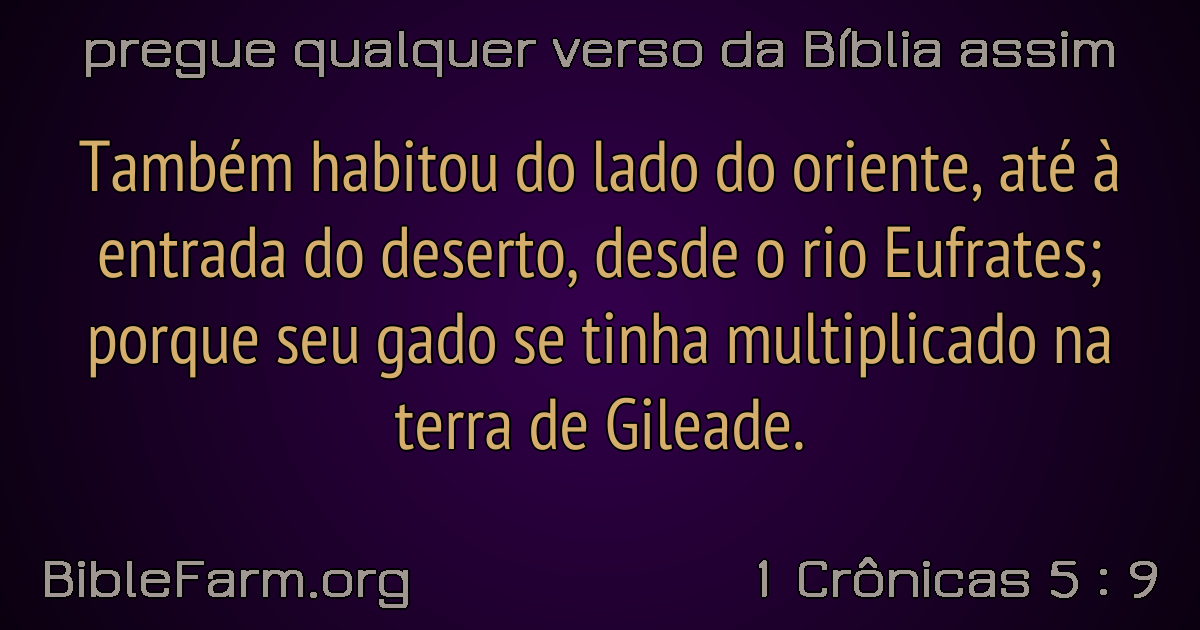 pregue qualquer verso da Bíblia assim
Também habitou do lado do oriente, até à
entrada do deserto, desde o rio Eufrates;
porque seu gado se tinha multiplicado na
terra de Gileade.
BibleFarm.org
1 Crônicas 5 : 9